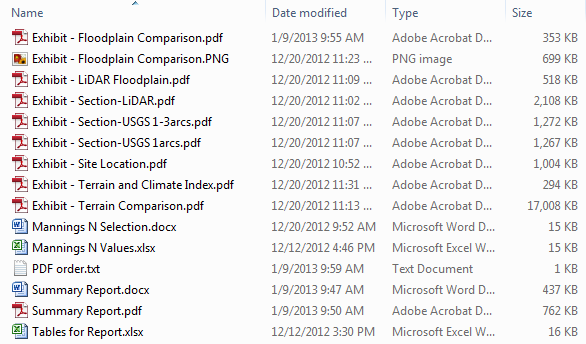 Name Date modified Type Size
Exhibit - Floodplain Comparison.pdf 1/9/2013 9:55 AM Adobe Acrobat D... 353 KB
Exhibit - Floodplain Comparison.PNG 12/20/2012 11:23 ... PNG image 699 KB
Exhibit - LiDAR Floodplain.pdf 12/20/2012 11:09 ... Adobe Acrobat D... 518 KB
Exhibit - Section-LiDAR.pdf 12/20/2012 11:02 ... Adobe Acrobat D... 2,108 KB
Exhibit - Section-USGS 1-3arcs.pdf 12/20/2012 11:07 ... Adobe Acrobat D... 1,272 KB
Exhibit - Section-USGS 1arcs.pdf 12/20/2012 11:07 ... Adobe Acrobat D... 1,267 KB
Exhibit - Site Location.pdf 12/20/2012 10:52 ... Adobe Acrobat D... 1,004 KB
Exhibit - Terrain and Climate Index.pdf 12/20/2012 11:31 ... Adobe Acrobat D... 294 KB
Exhibit - Terrain Comparison.pdf 12/20/2012 11:13 ... Adobe Acrobat D... 17,008 KB
Mannings N Selection.docx 12/20/2012 9:52 AM Microsoft Word D... 15 KB
Mannings N Values.xlsx 12/12/2012 4:46 PM Microsoft Excel W... 15 KB
PDF order.txt 1/9/2013 9:59 AM Text Document 1 KB
Summary Report.docx 1/9/2013 9:47 AM Microsoft Word D... 437 KB
Summary Report.pdf 1/9/2013 9:50 AM Adobe Acrobat D... 762 KB
Tables for Report.xlsx 12/12/2012 3:30 PM Microsoft Excel W... 16 KB